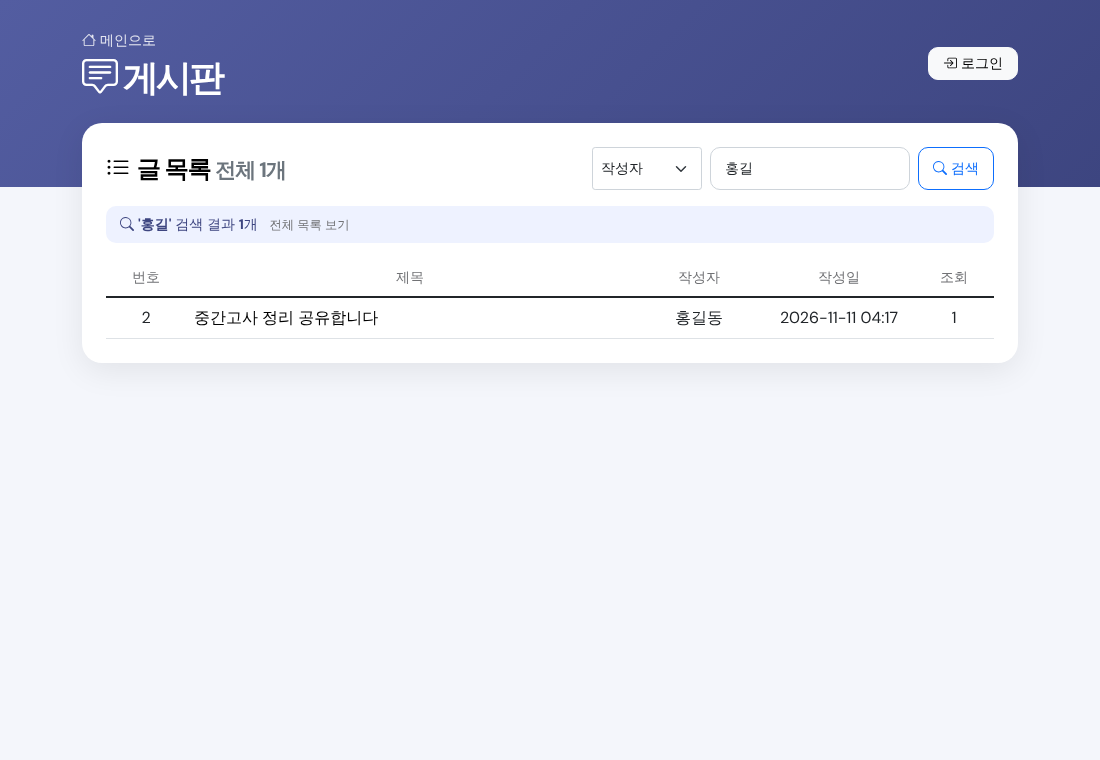 메인으로
게시판
로그인
글 목록 전체 1개
작성자
홍길
검색
'홍길' 검색 결과 1개 전체 목록 보기
번호 제목 작성자 작성일 조회
2 중간고사 정리 공유합니다 홍길동 2026-11-11 04:17 1